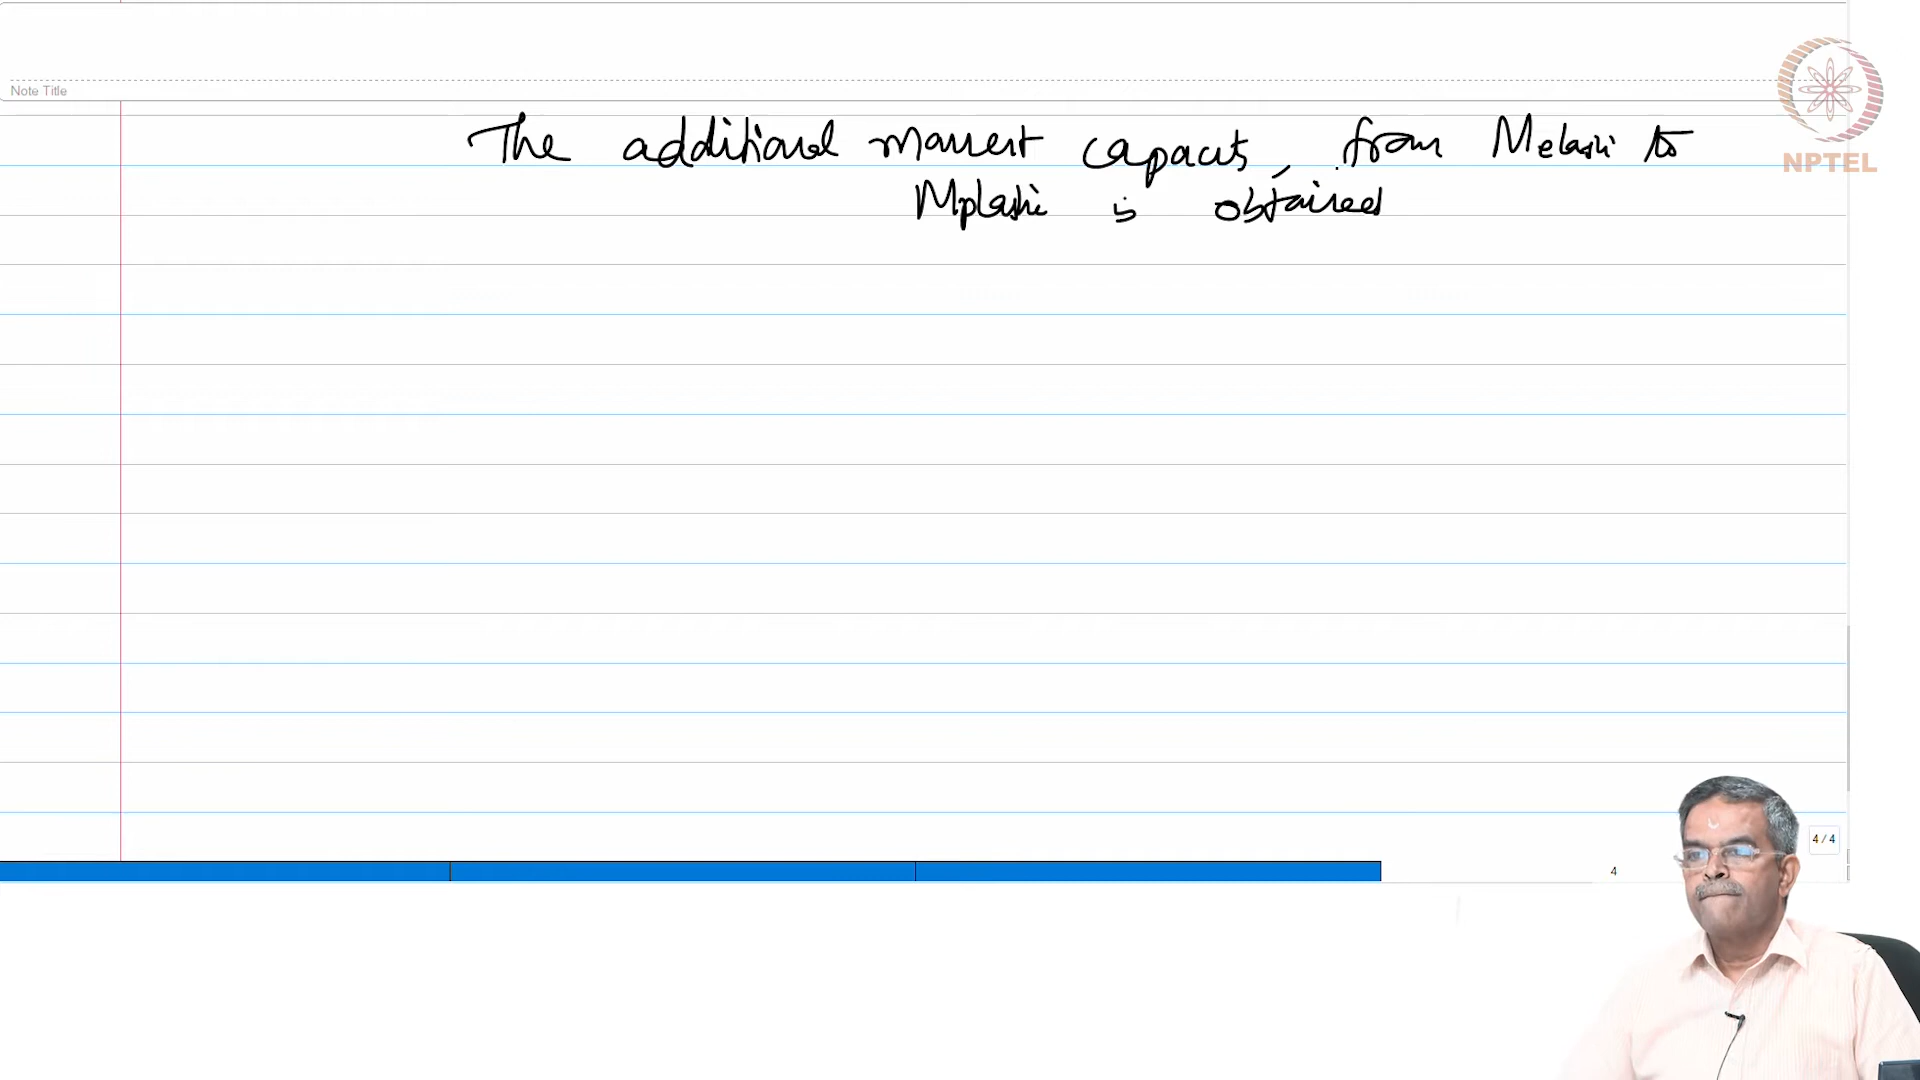 Note Title
The additional moment capacity, from Melastic to
Mplastic is obtained
NPTEL
4 / 4
4